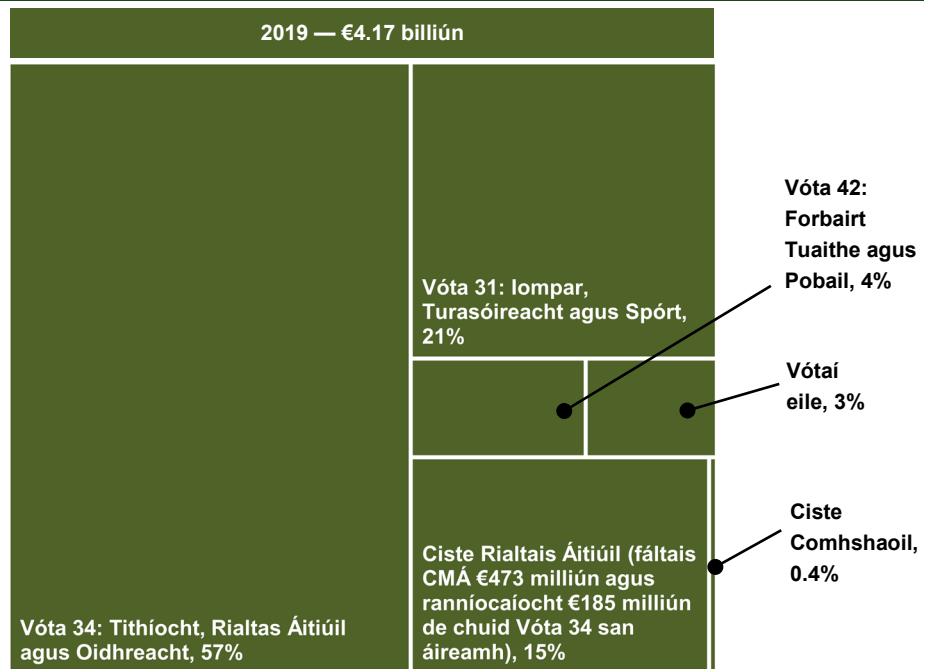 2019 — €4.17 billiún
Vóta 34: Tithíocht, Rialtas Áitiúil
agus Oidhreacht, 57%
Vóta 31: Iompar,
Turasóireacht agus Spórt,
21%
Vóta 42:
Forbairt
Tuaithe agus
Pobail, 4%
Vótaí
eile, 3%
Ciste Rialtais Áitiúil (fáltais
CMÁ €473 milliún agus
ranníocaíocht €185 milliún
de chuid Vóta 34 san
áireamh), 15%
Ciste
Comhshaoil,
0.4%